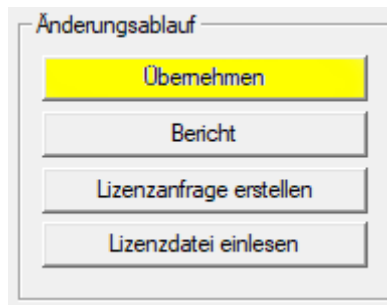 Änderungsablauf
Übernehmen
Bericht
Lizenzanfrage erstellen
Lizenzdatei einlesen